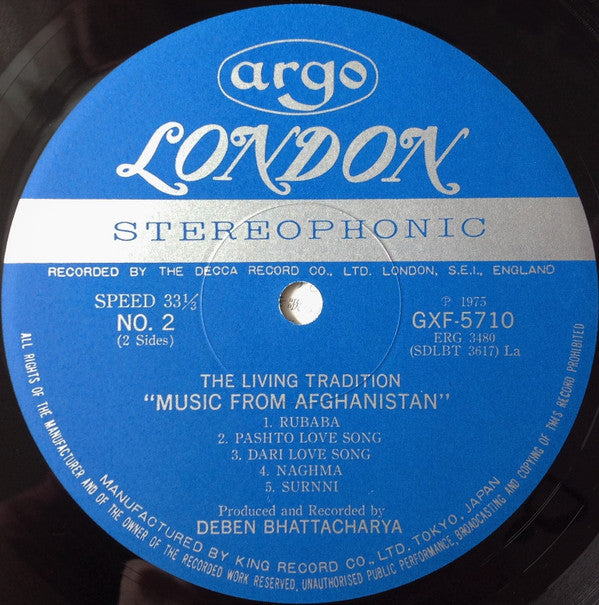 argo
LONDON
STEREOPHONIC
RECORDED BY THE DECCA RECORD CO., LTD. LONDON, S.E.I., ENGLAND
SPEED 33⅓
NO. 2
(2 Sides)
℗ 1975
GXF-5710
ERG 3480
(SDLBT 3617) La
THE LIVING TRADITION
"MUSIC FROM AFGHANISTAN"
1. RUBABA
2. PASHTO LOVE SONG
3. DARI LOVE SONG
4. NAGHMA
5. SURNNI
Produced and Recorded by
DEBEN BHATTACHARYA
MANUFACTURED BY KING RECORD CO., LTD. TOKYO, JAPAN
ALL RIGHTS OF THE MANUFACTURER AND OF THE OWNER OF THE RECORDED WORK RESERVED. UNAUTHORISED PUBLIC PERFORMANCE, BROADCASTING AND COPYING OF THIS RECORD PROHIBITED